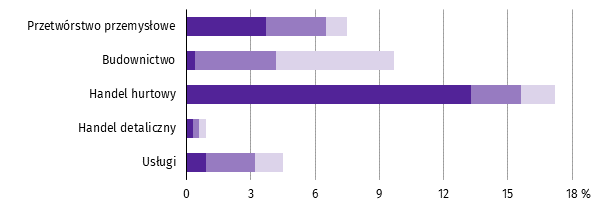 Przetwórstwo przemysłowe
Budownictwo
Handel hurtowy
Handel detaliczny
Usługi
0 3 6 9 12 15 18 %